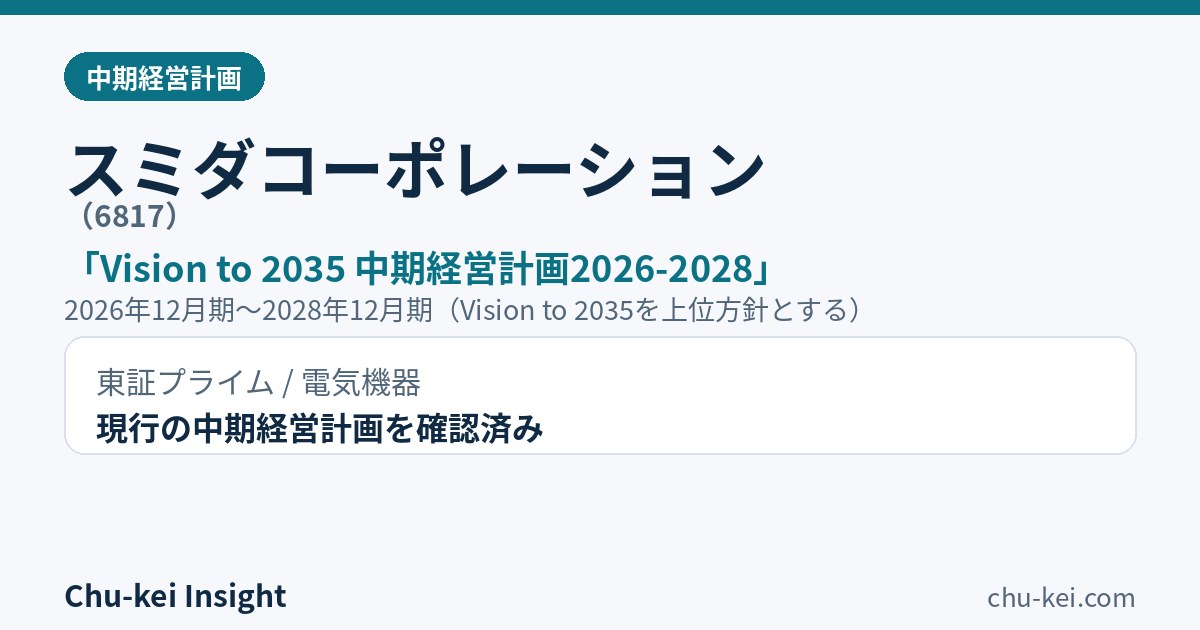 中期経営計画
スミダコーポレーション
（6817）
「Vision to 2035 中期経営計画2026-2028」
2026年12月期～2028年12月期（Vision to 2035を上位方針とする）
東証プライム / 電気機器
現行の中期経営計画を確認済み
Chu-kei Insight
chu-kei.com